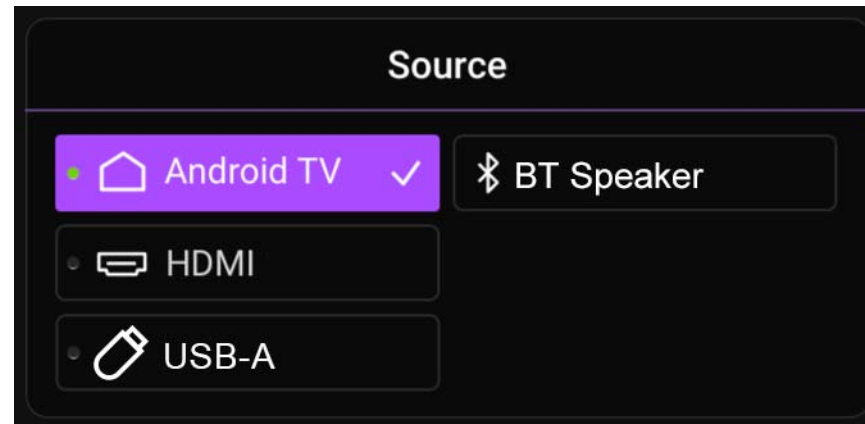 Source
Android TV
BT Speaker
HDMI
USB-A